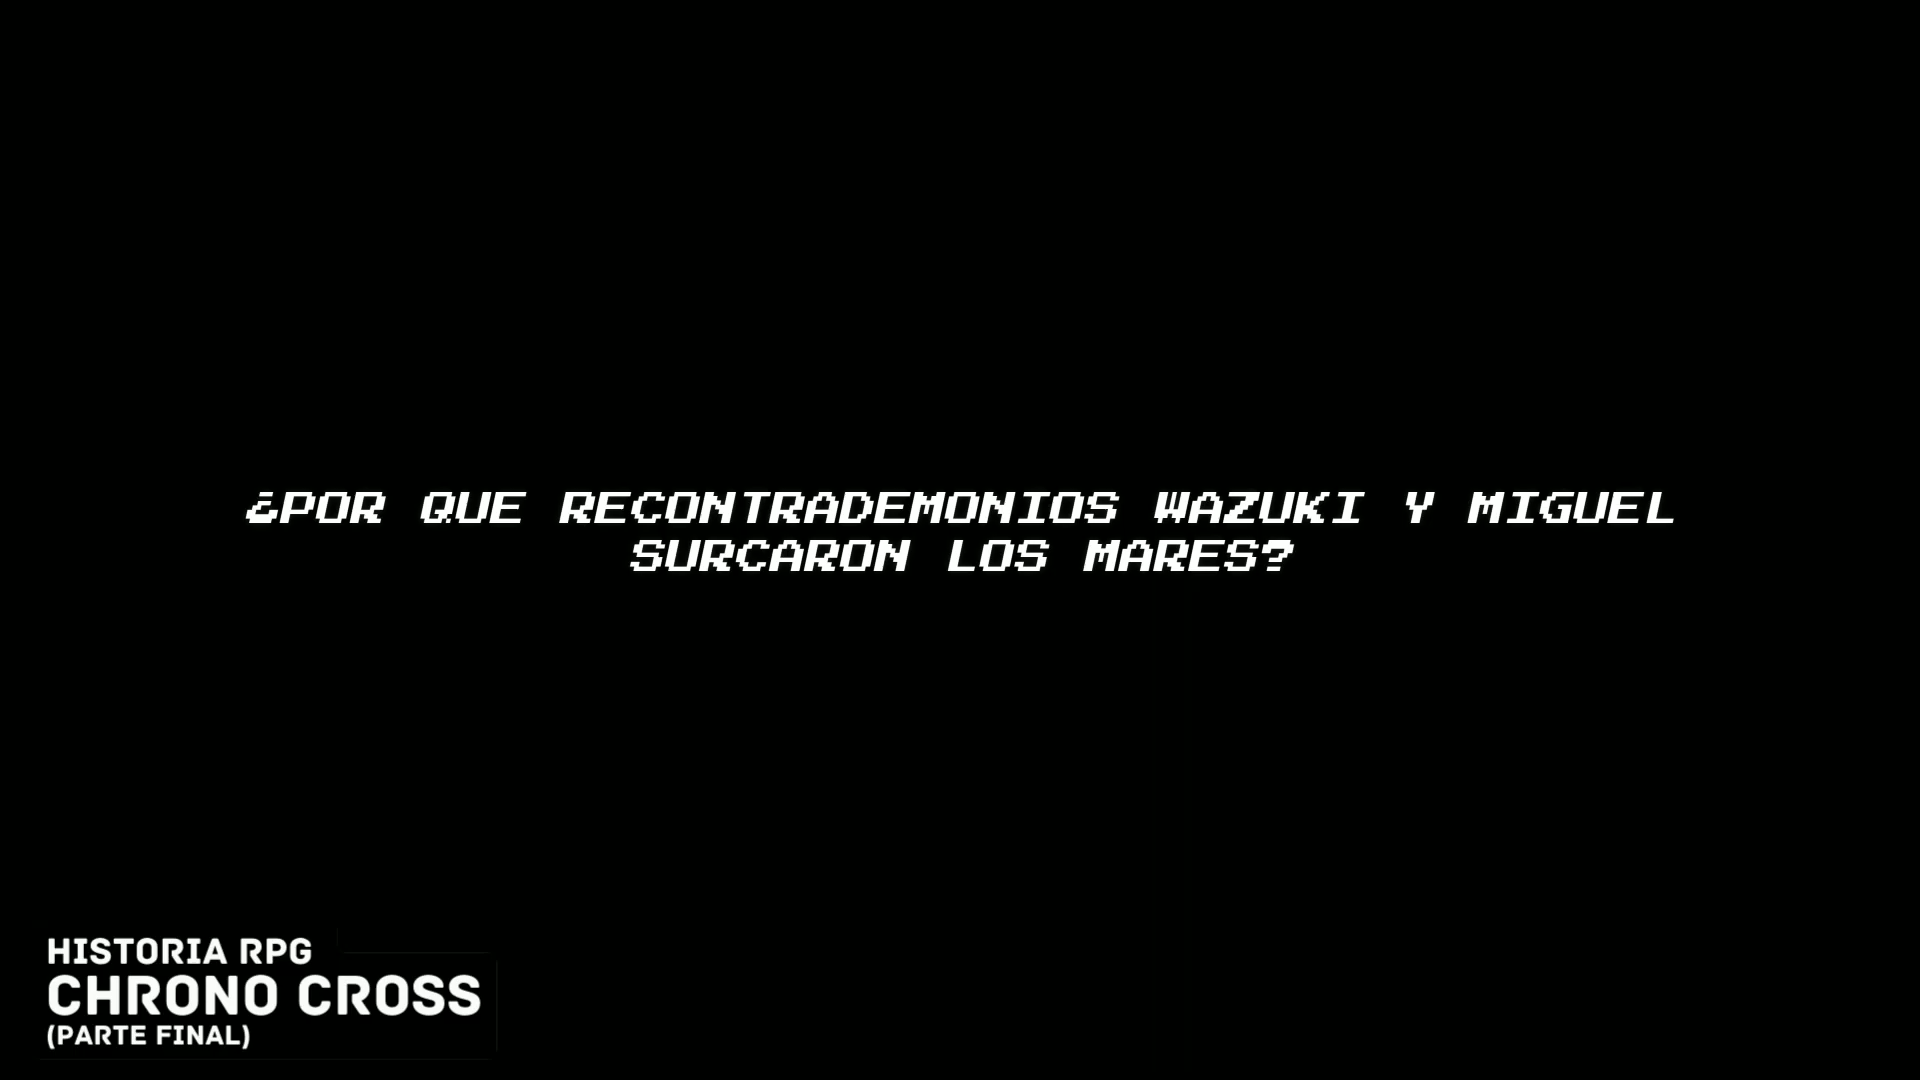 ¿POR QUE RECONTRADEMONIOS WAZUKI Y MIGUEL
SURCARON LOS MARES?
HISTORIA RPG
CHRONO CROSS
(PARTE FINAL)